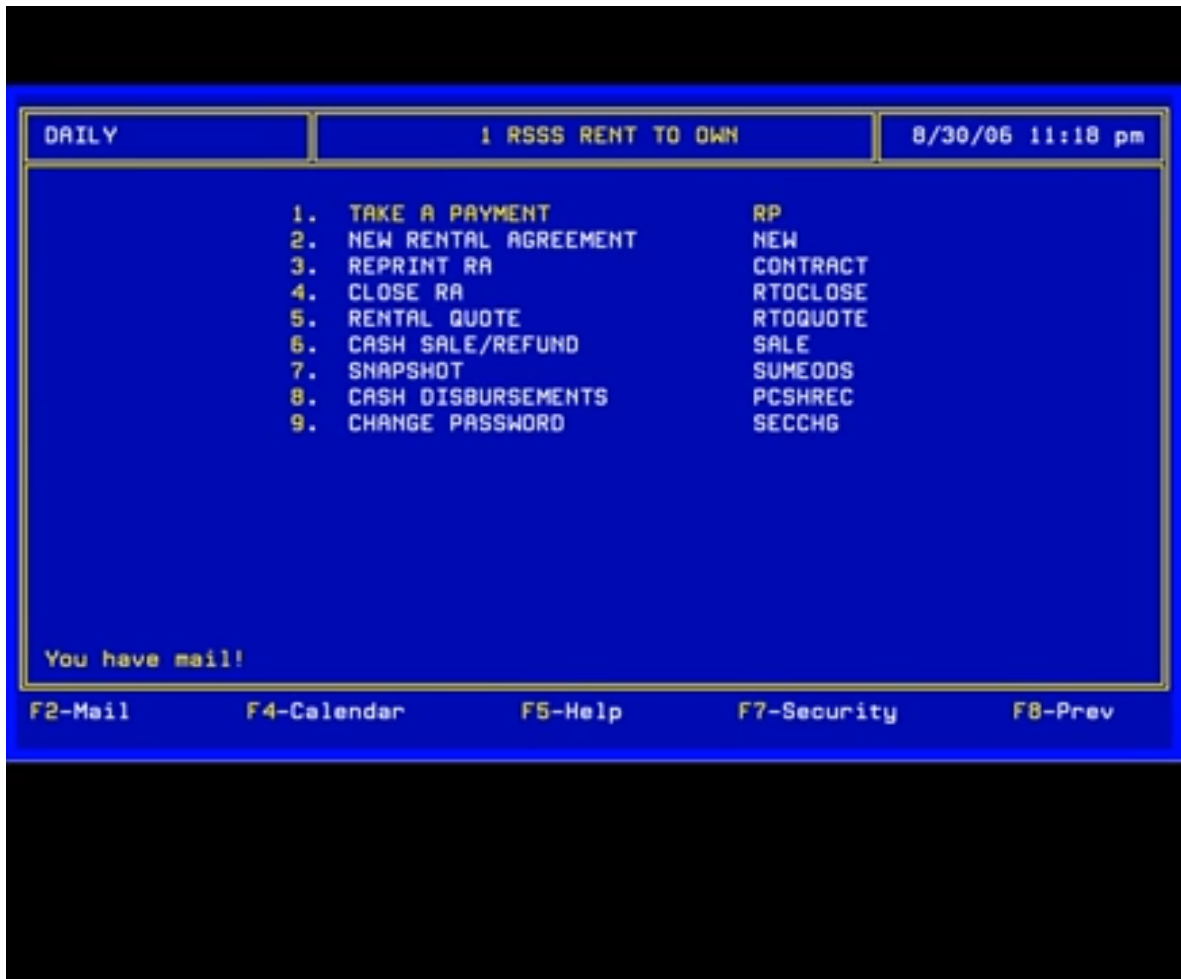 DAILY 1 RSSS RENT TO OWN 8/30/06 11:18 pm
1. TAKE A PAYMENT RP
2. NEW RENTAL AGREEMENT NEW
3. REPRINT RA CONTRACT
4. CLOSE RA RTOCLOSE
5. RENTAL QUOTE RTOQUOTE
6. CASH SALE/REFUND SALE
7. SNAPSHOT SUMEODS
8. CASH DISBURSEMENTS PCSHREC
9. CHANGE PASSWORD SECCHG
You have mail!
F2-Mail F4-Calendar F5-Help F7-Security F8-Prev